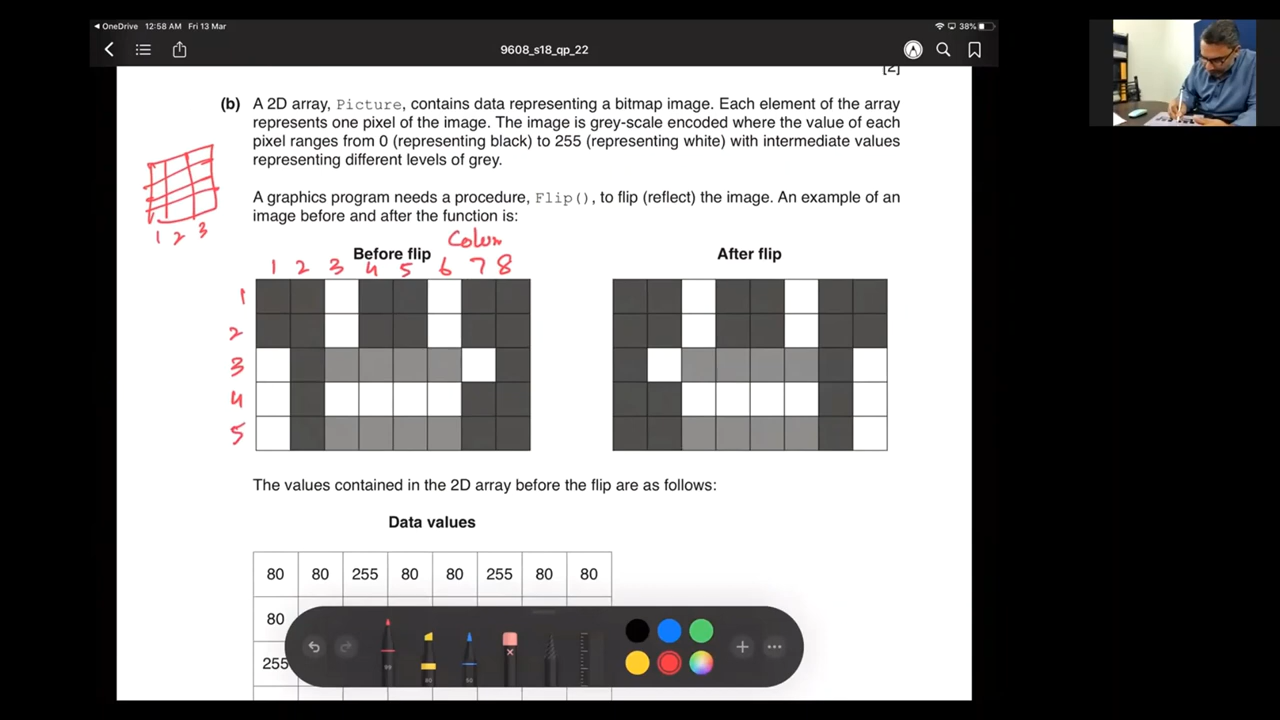 OneDrive 12:58 AM Fri 13 Mar 38%
9608_s18_qp_22
[2]
(b) A 2D array, Picture, contains data representing a bitmap image. Each element of the array
represents one pixel of the image. The image is grey-scale encoded where the value of each
pixel ranges from 0 (representing black) to 255 (representing white) with intermediate values
representing different levels of grey.
A graphics program needs a procedure, Flip(), to flip (reflect) the image. An example of an
image before and after the function is:
1 2 3
Colum
Before flip After flip
1 2 3 4 5 6 7 8
1
2
3
4
5
The values contained in the 2D array before the flip are as follows:
Data values
80 80 255 80 80 255 80 80
80
255